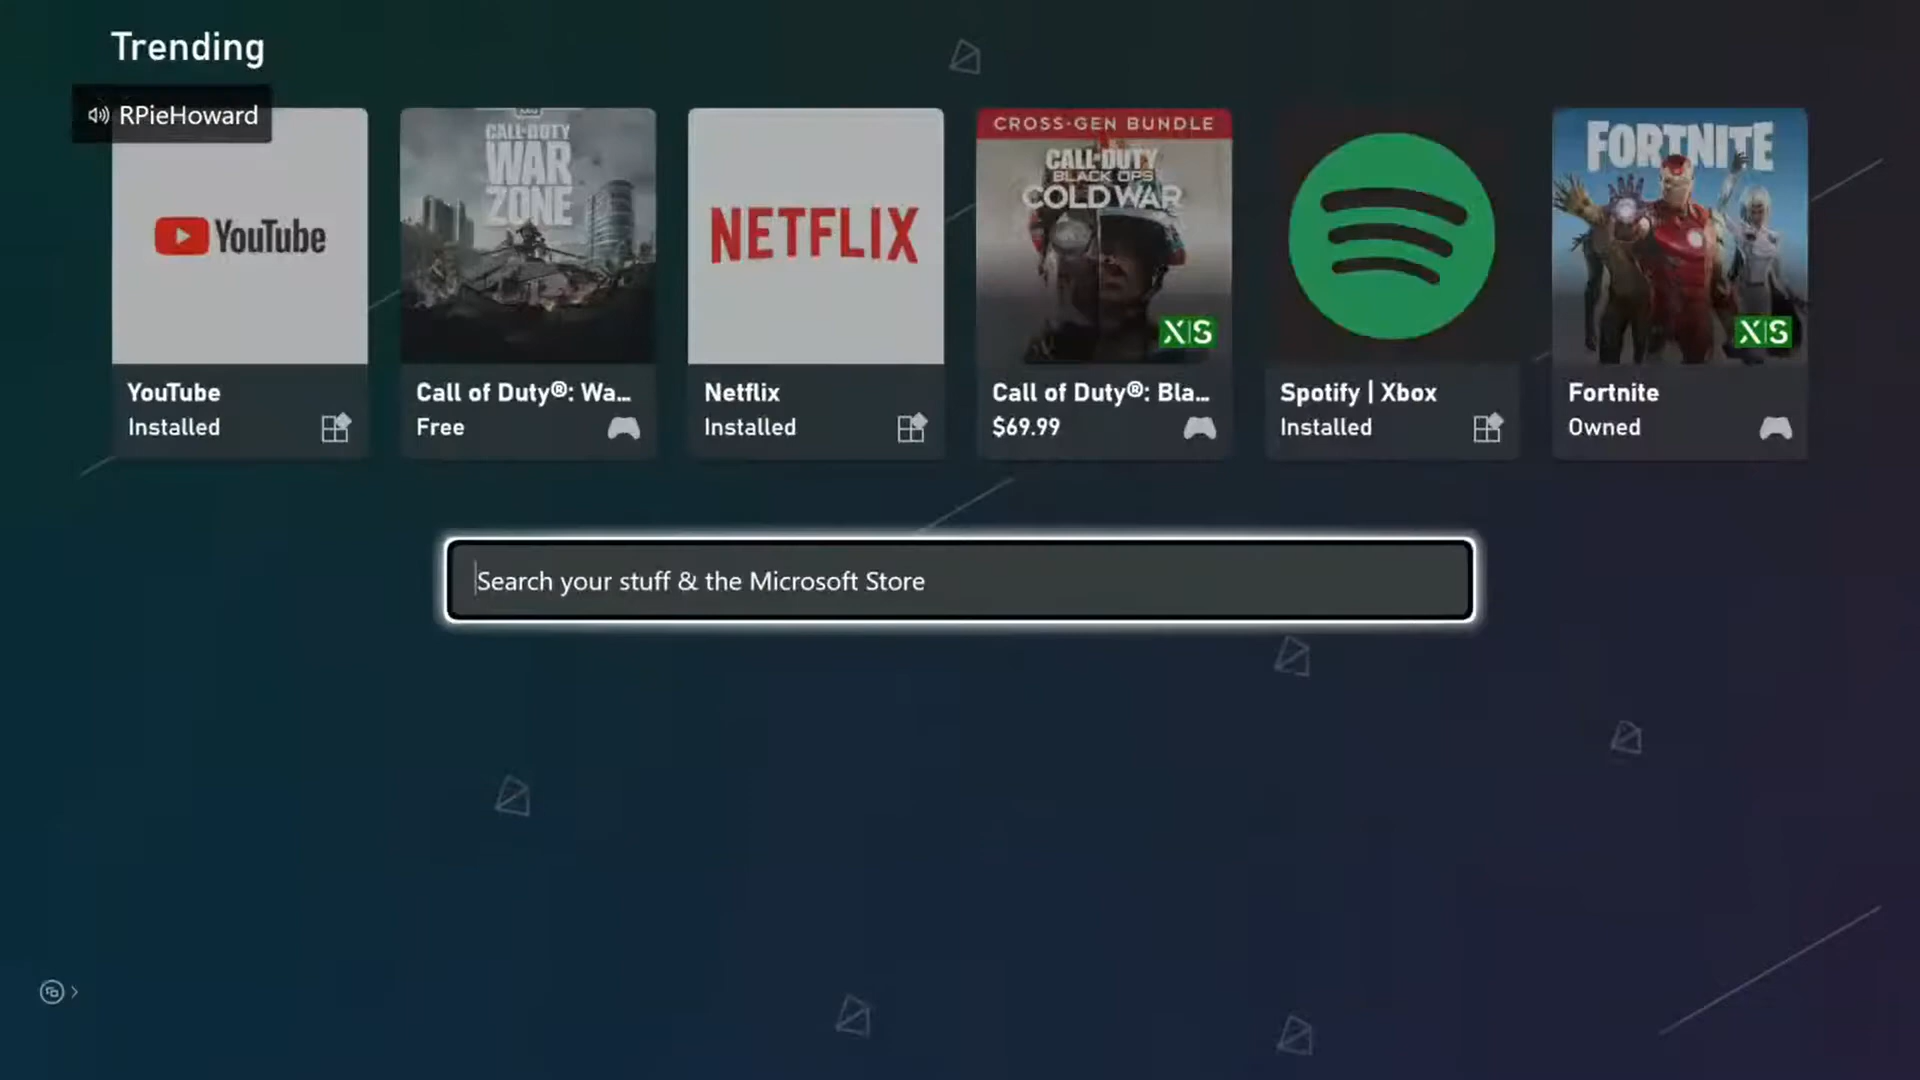 Trending
RPieHoward
YouTube
YouTube
Installed
CALL OF DUTY
WAR
ZONE
Call of Duty®: Wa...
Free
NETFLIX
Netflix
Installed
CROSS-GEN BUNDLE
CALL OF DUTY
BLACK OPS
COLD WAR
X|S
Call of Duty®: Bla...
$69.99
Spotify | Xbox
Installed
FORTNITE
X|S
Fortnite
Owned
Search your stuff & the Microsoft Store